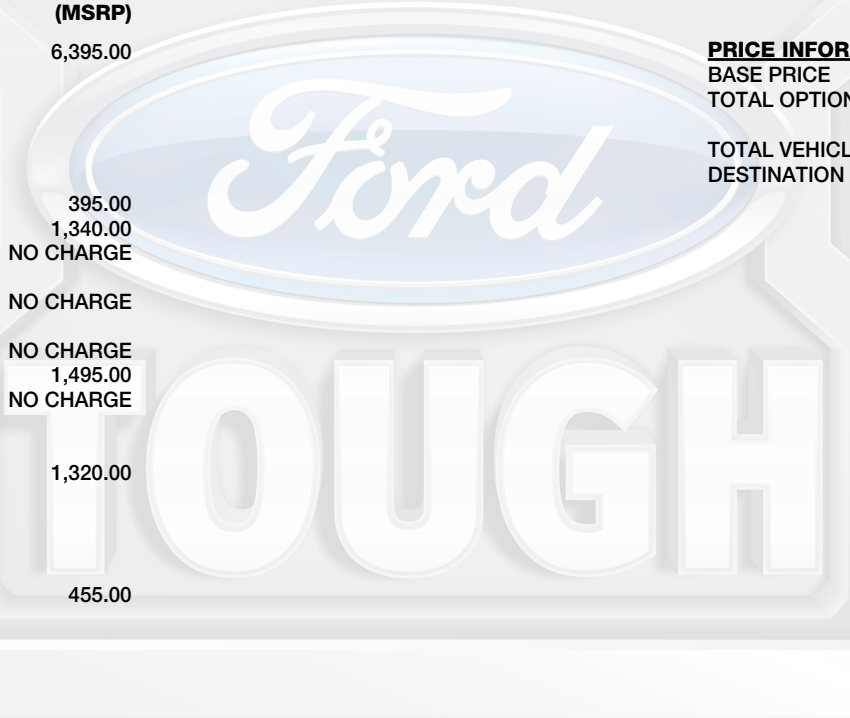 (MSRP)
6,395.00
395.00
1,340.00
NO CHARGE
NO CHARGE
NO CHARGE
1,495.00
NO CHARGE
1,320.00
455.00
PRICE INFOR
BASE PRICE
TOTAL OPTION
TOTAL VEHICL
DESTINATION
Ford
TOUGH